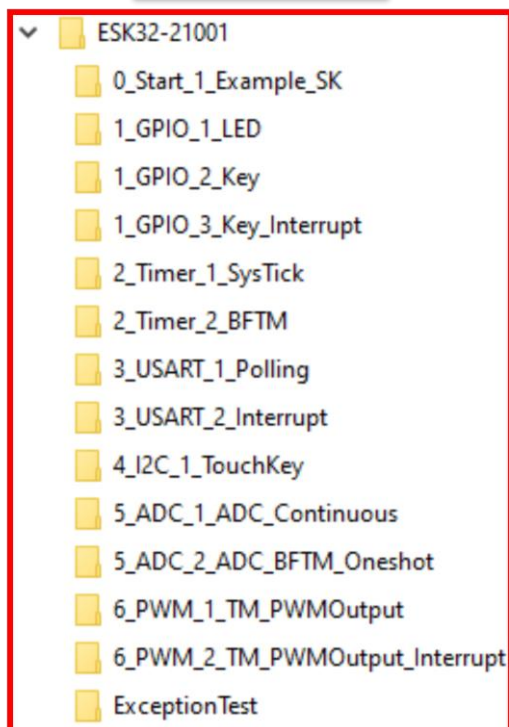 ESK32-21001
0_Start_1_Example_SK
1_GPIO_1_LED
1_GPIO_2_Key
1_GPIO_3_Key_Interrupt
2_Timer_1_SysTick
2_Timer_2_BFTM
3_USART_1_Polling
3_USART_2_Interrupt
4_I2C_1_TouchKey
5_ADC_1_ADC_Continuous
5_ADC_2_ADC_BFTM_Oneshot
6_PWM_1_TM_PWMOutput
6_PWM_2_TM_PWMOutput_Interrupt
ExceptionTest